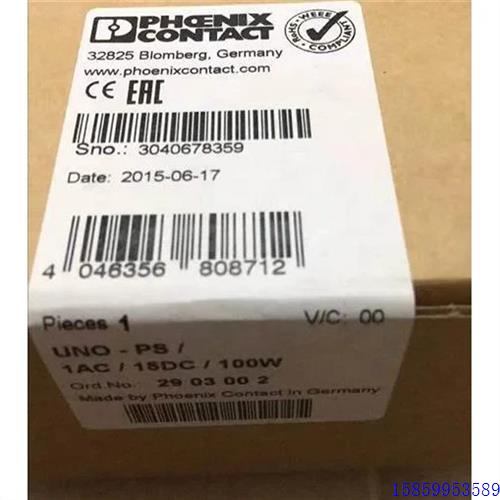 PHŒNIX
CONTACT
32825 Blomberg, Germany
www.phoenixcontact.com
WEEE
RoHS
COMPLIANT
CE EAC
Sno.: 3040678359
Date: 2015-06-17
4 046356 808712
Pieces 1
V/C: 00
UNO - PS /
1AC / 15DC / 100W
Ord.No.: 29 03 00 2
Made by Phoenix Contact in Germany
15859953589